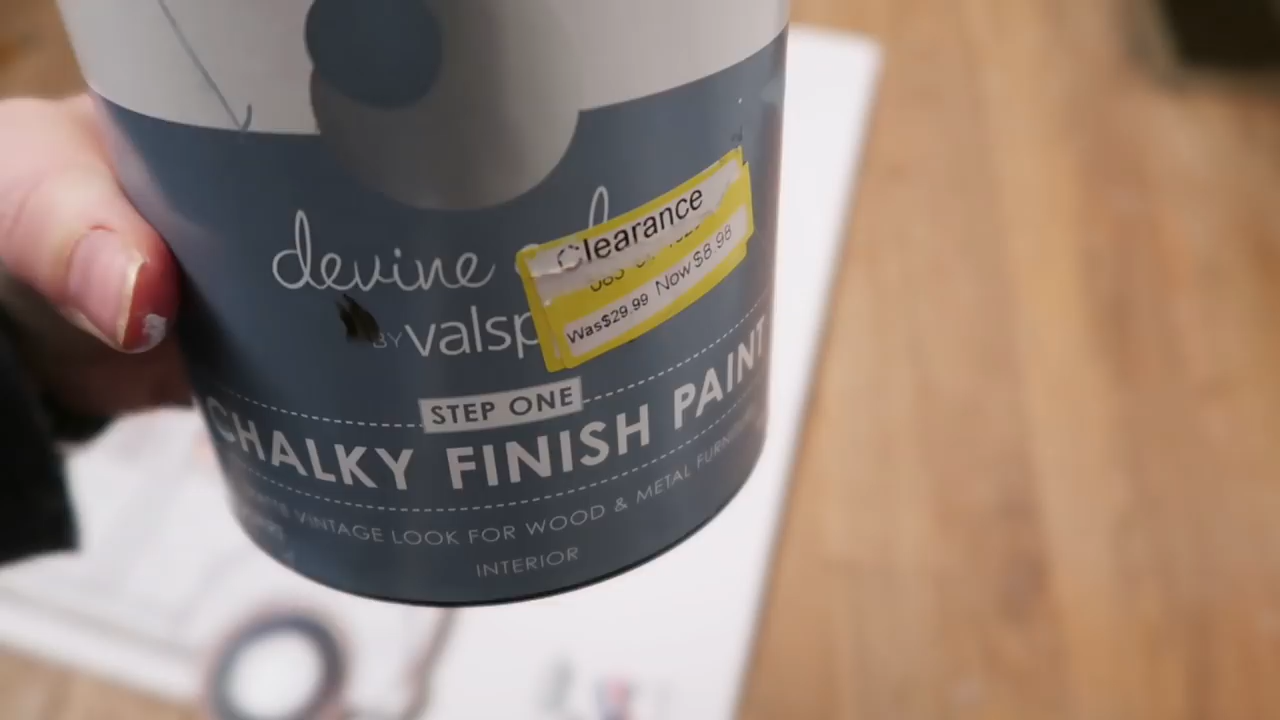 devine
Clearance
Was$29.99 Now $8.98
BY valsp
STEP ONE
CHALKY FINISH PAINT
VINTAGE LOOK FOR WOOD & METAL
INTERIOR